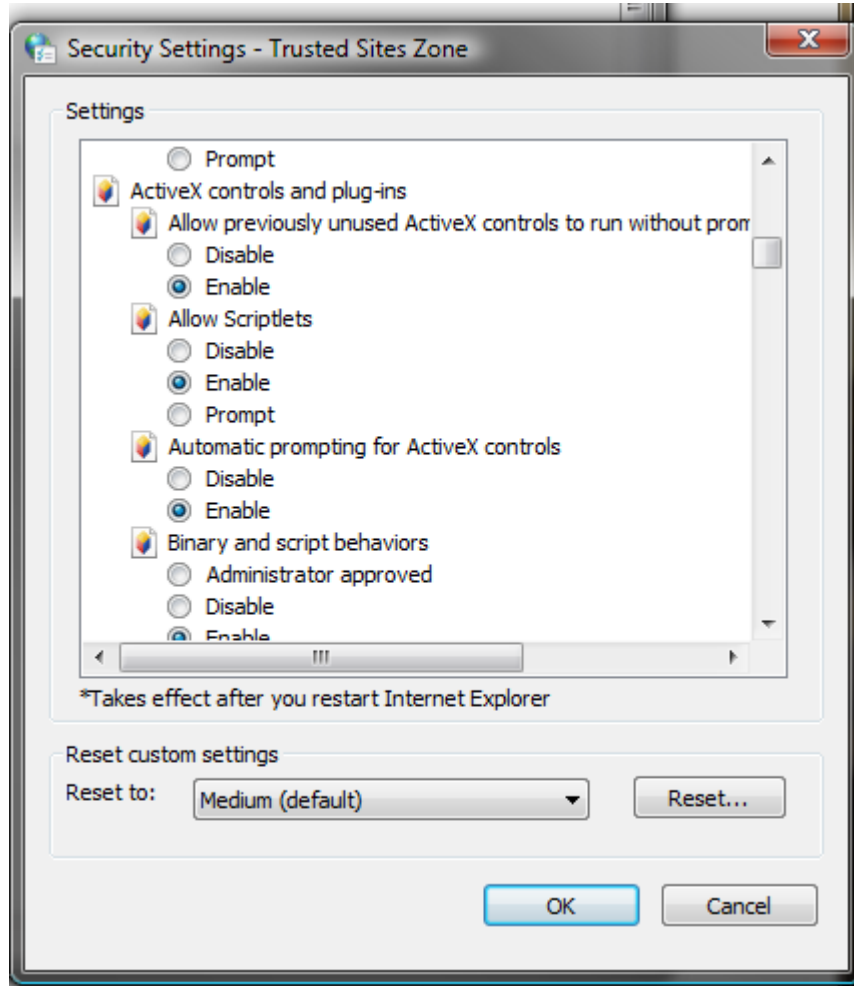 Security Settings - Trusted Sites Zone
Settings
Prompt
ActiveX controls and plug-ins
Allow previously unused ActiveX controls to run without prom
Disable
Enable
Allow Scriptlets
Disable
Enable
Prompt
Automatic prompting for ActiveX controls
Disable
Enable
Binary and script behaviors
Administrator approved
Disable
Enable
*Takes effect after you restart Internet Explorer
Reset custom settings
Reset to: Medium (default) Reset...
OK Cancel